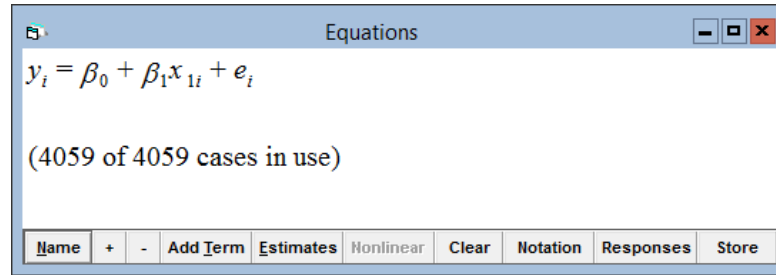 Equations
yᵢ = β₀ + β₁x₁ᵢ + eᵢ
(4059 of 4059 cases in use)
Name + - Add Term Estimates Nonlinear Clear Notation Responses Store